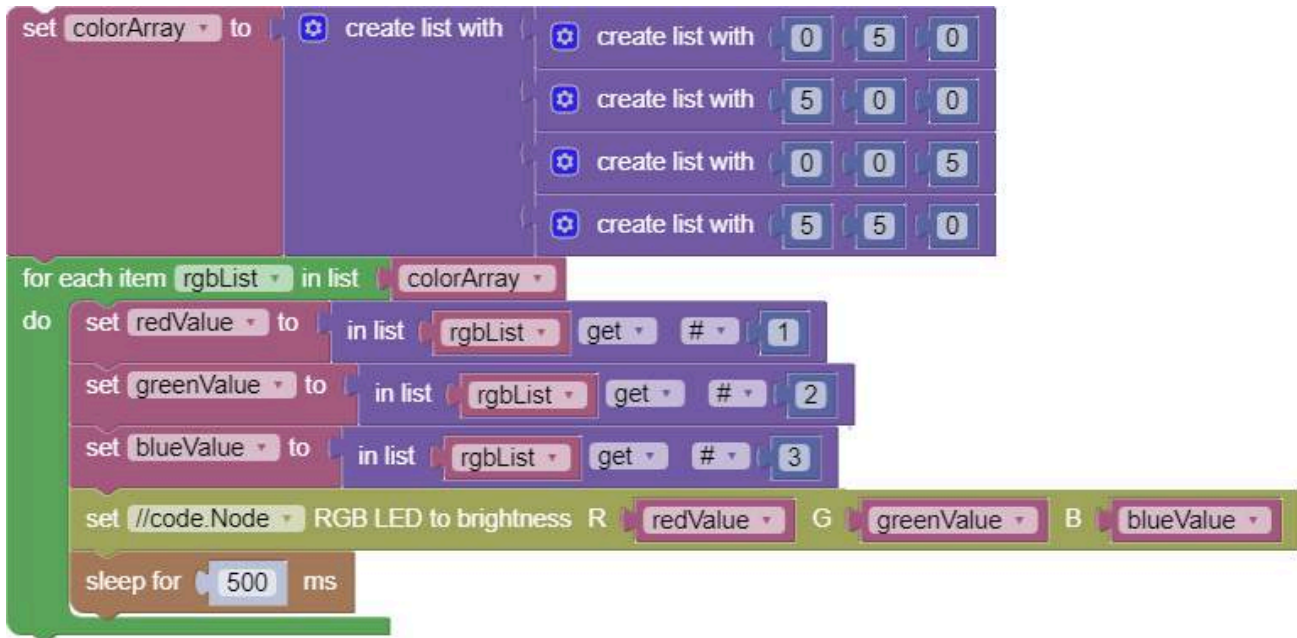 set colorArray to create list with create list with 0 5 0
create list with 5 0 0
create list with 0 0 5
create list with 5 5 0
for each item rgbList in list colorArray
do set redValue to in list rgbList get # 1
set greenValue to in list rgbList get # 2
set blueValue to in list rgbList get # 3
set //code.Node RGB LED to brightness R redValue G greenValue B blueValue
sleep for 500 ms